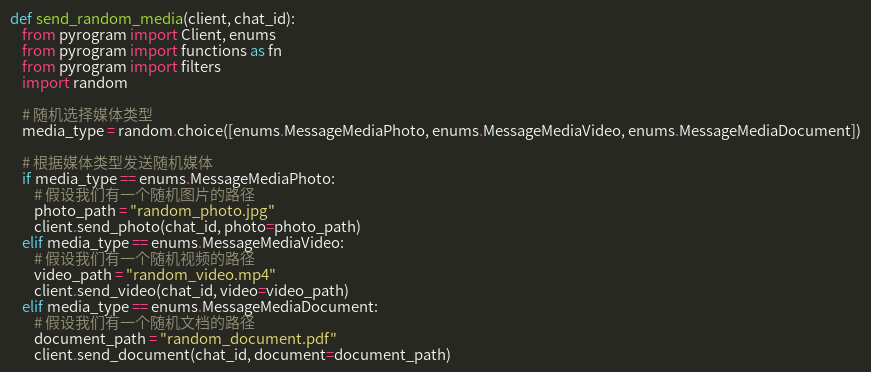 def send_random_media(client, chat_id):
from pyrogram import Client, enums
from pyrogram import functions as fn
from pyrogram import filters
import random
# 随机选择媒体类型
media_type = random.choice([enums.MessageMediaPhoto, enums.MessageMediaVideo, enums.MessageMediaDocument])
# 根据媒体类型发送随机媒体
if media_type == enums.MessageMediaPhoto:
# 假设我们有一个随机图片的路径
photo_path = "random_photo.jpg"
client.send_photo(chat_id, photo=photo_path)
elif media_type == enums.MessageMediaVideo:
# 假设我们有一个随机视频的路径
video_path = "random_video.mp4"
client.send_video(chat_id, video=video_path)
elif media_type == enums.MessageMediaDocument:
# 假设我们有一个随机文档的路径
document_path = "random_document.pdf"
client.send_document(chat_id, document=document_path)